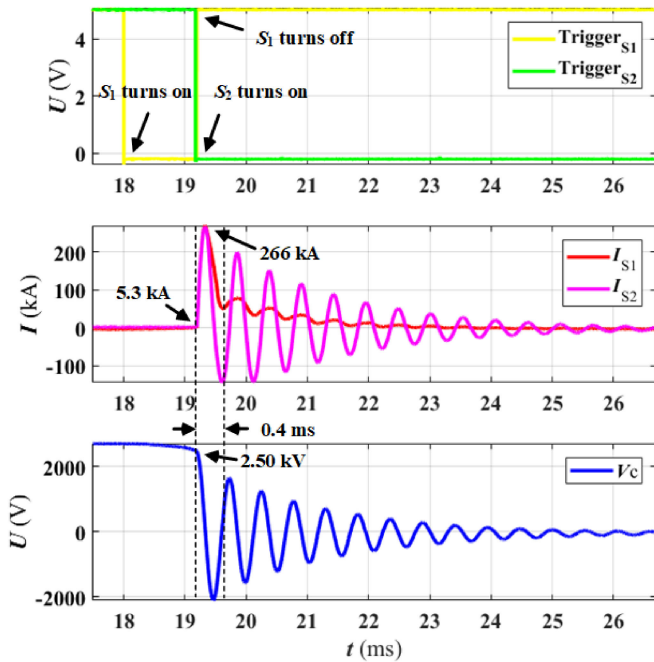 5
4
2
0
U (V)
S1 turns off
S1 turns on
S2 turns on
TriggerS1
TriggerS2
18 19 20 21 22 23 24 25 26
200
100
0
-100
I (kA)
5.3 kA
266 kA
IS1
IS2
18 19 20 21 22 23 24 25 26
0.4 ms
2000
0
-2000
U (V)
2.50 kV
VC
18 19 20 21 22 23 24 25 26
t (ms)